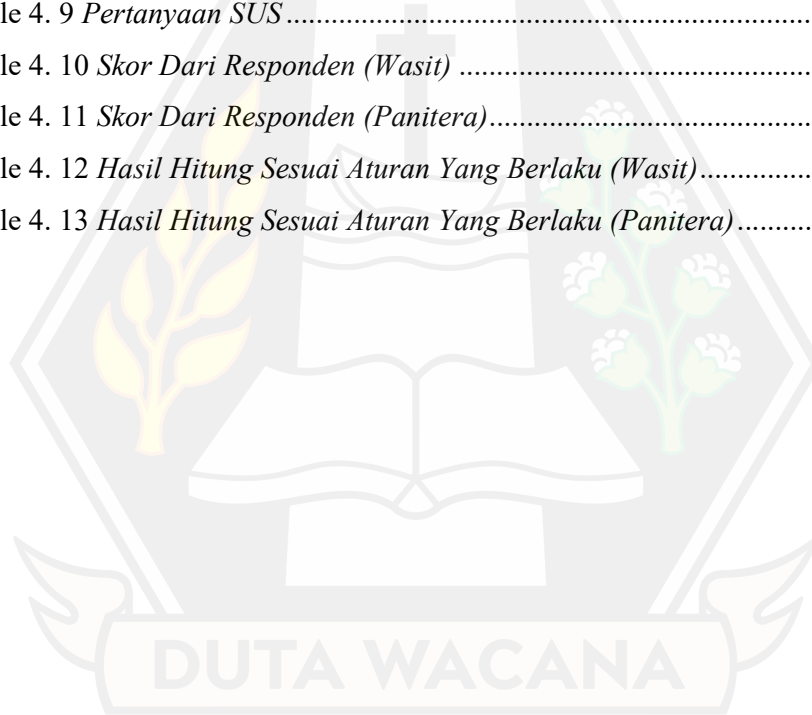 le 4. 9 Pertanyaan SUS................................................................................
le 4. 10 Skor Dari Responden (Wasit) ......................................................
le 4. 11 Skor Dari Responden (Panitera)..................................................
le 4. 12 Hasil Hitung Sesuai Aturan Yang Berlaku (Wasit)................
le 4. 13 Hasil Hitung Sesuai Aturan Yang Berlaku (Panitera)...........
DUTA WACANA